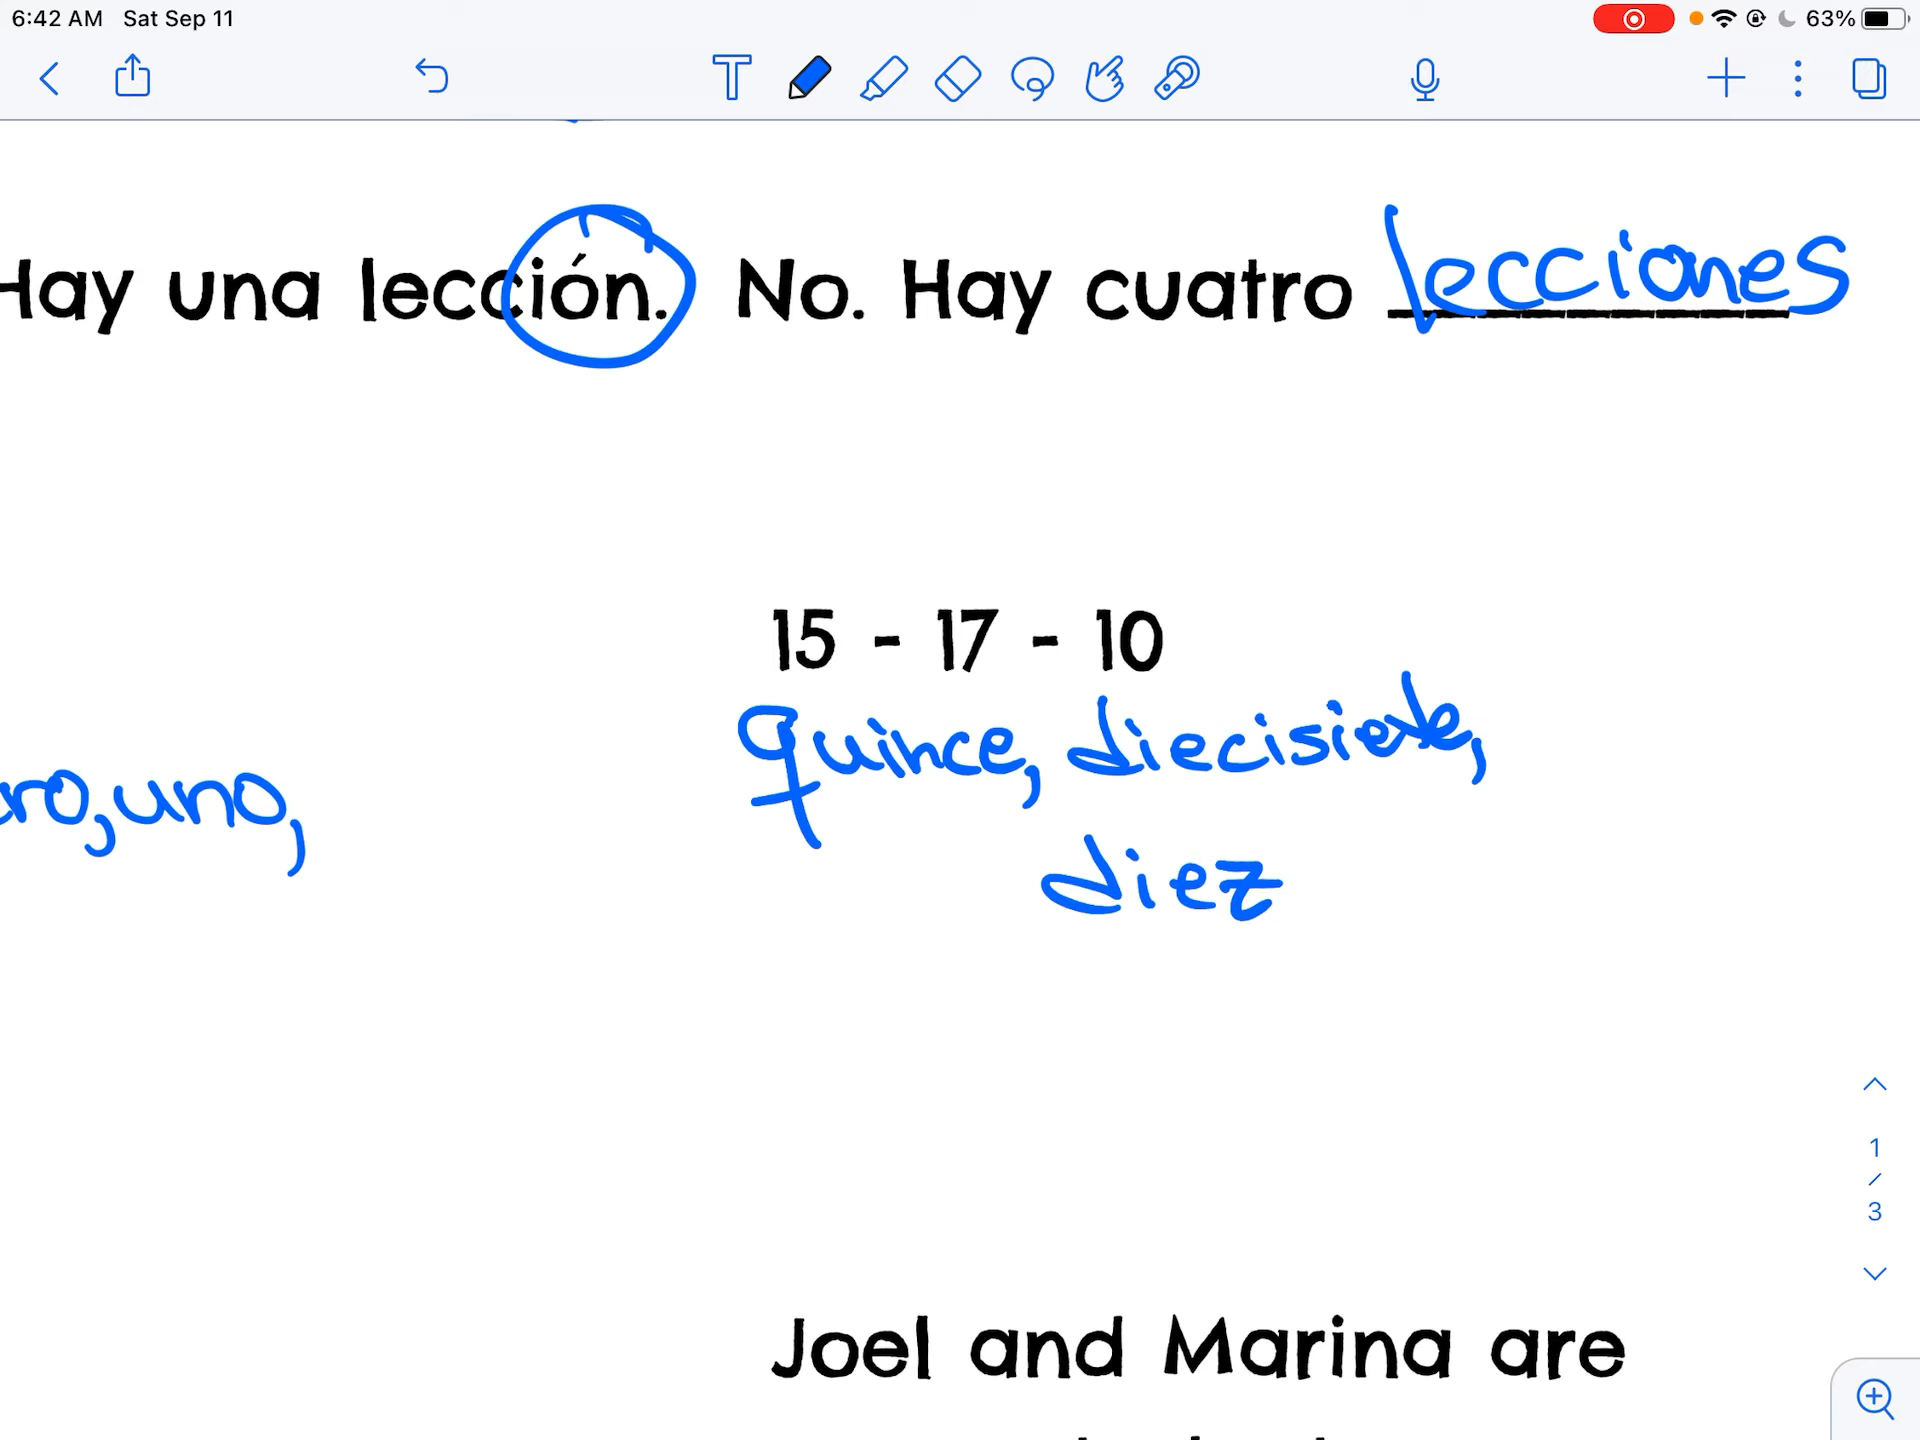 6:42 AM Sat Sep 11
63%
Hay una lección. No. Hay cuatro lecciones
15 - 17 - 10
quince, diecisiete,
uno,
diez
1
/
3
Joel and Marina are